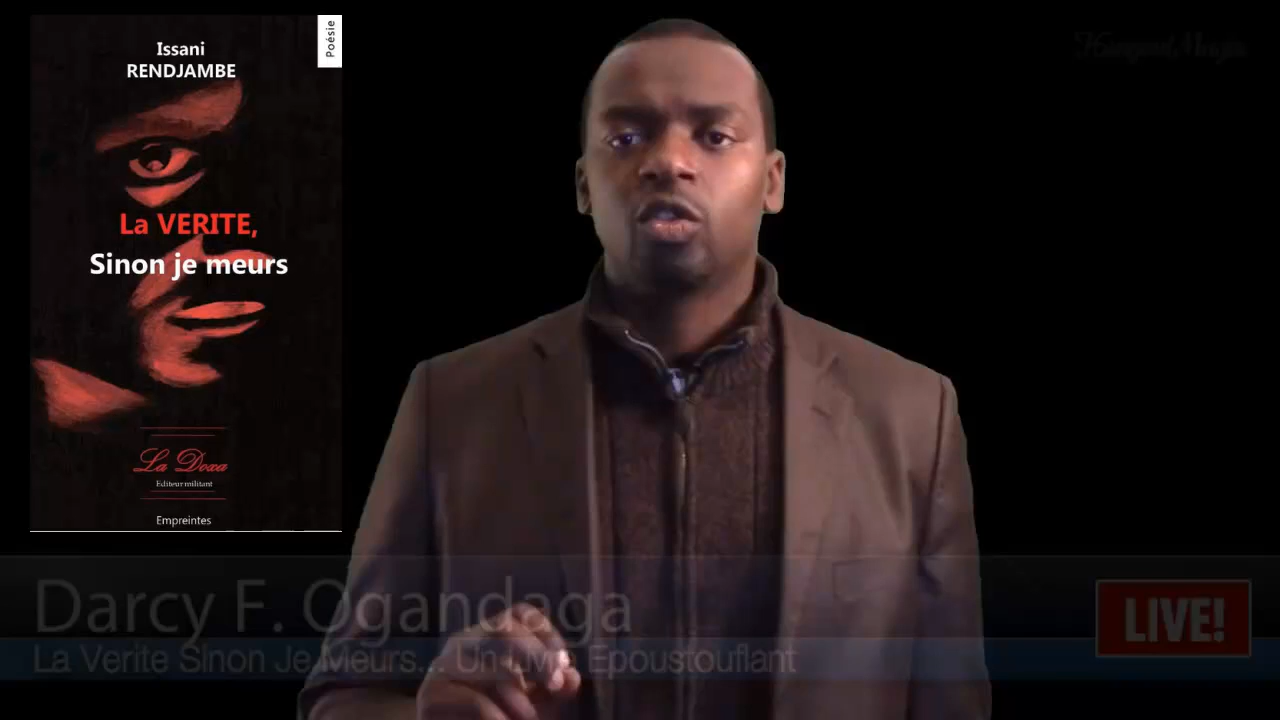 Poésie
Issani
RENDJAMBE
La VERITE,
Sinon je meurs
La Doxa
Editeur militant
Empreintes
Darcy F. Ogandaga
La Verite Sinon Je Meurs... Un Livre Epoustouflant
LIVE!